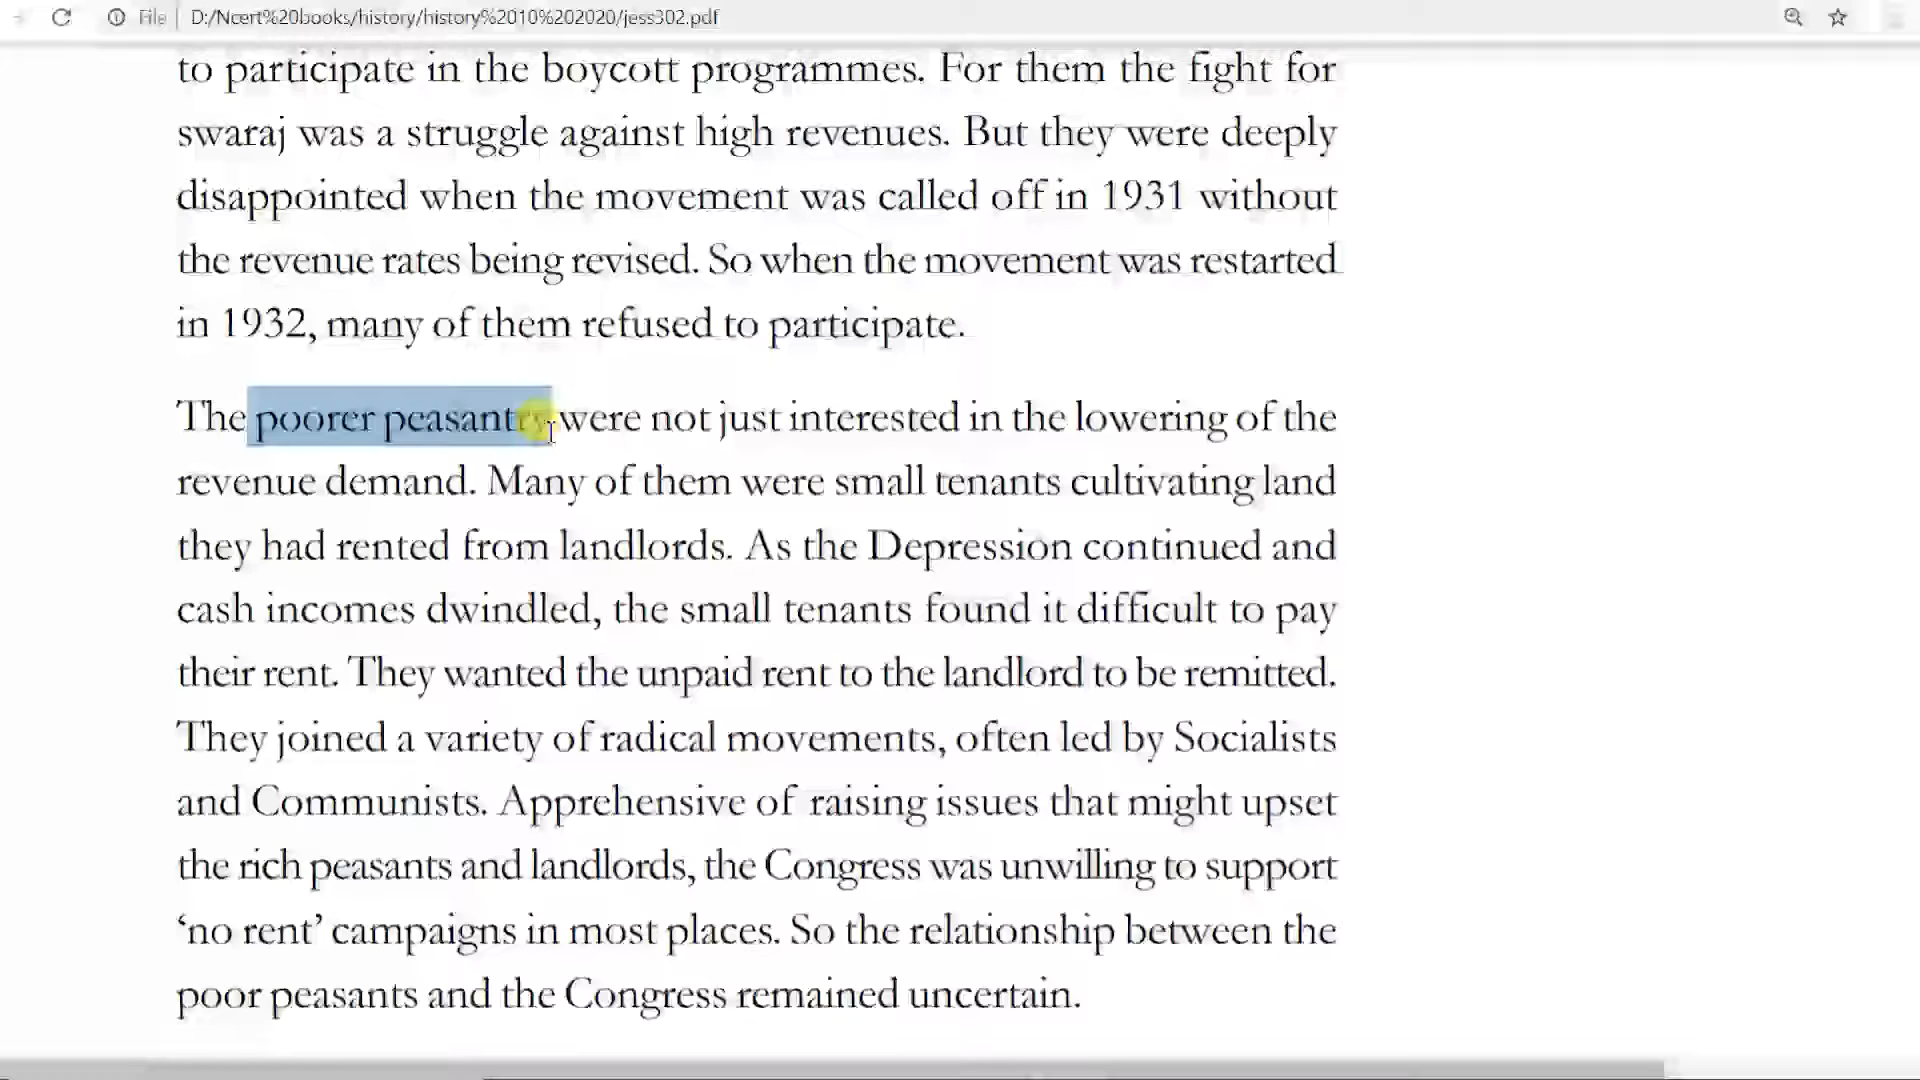 File
D:/Ncert%20books/history/history%2010%202020/jess302.pdf
to participate in the boycott programmes. For them the fight for
swaraj was a struggle against high revenues. But they were deeply
disappointed when the movement was called off in 1931 without
the revenue rates being revised. So when the movement was restarted
in 1932, many of them refused to participate.
The poorer peasantry were not just interested in the lowering of the
revenue demand. Many of them were small tenants cultivating land
they had rented from landlords. As the Depression continued and
cash incomes dwindled, the small tenants found it difficult to pay
their rent. They wanted the unpaid rent to the landlord to be remitted.
They joined a variety of radical movements, often led by Socialists
and Communists. Apprehensive of raising issues that might upset
the rich peasants and landlords, the Congress was unwilling to support
‘no rent’ campaigns in most places. So the relationship between the
poor peasants and the Congress remained uncertain.